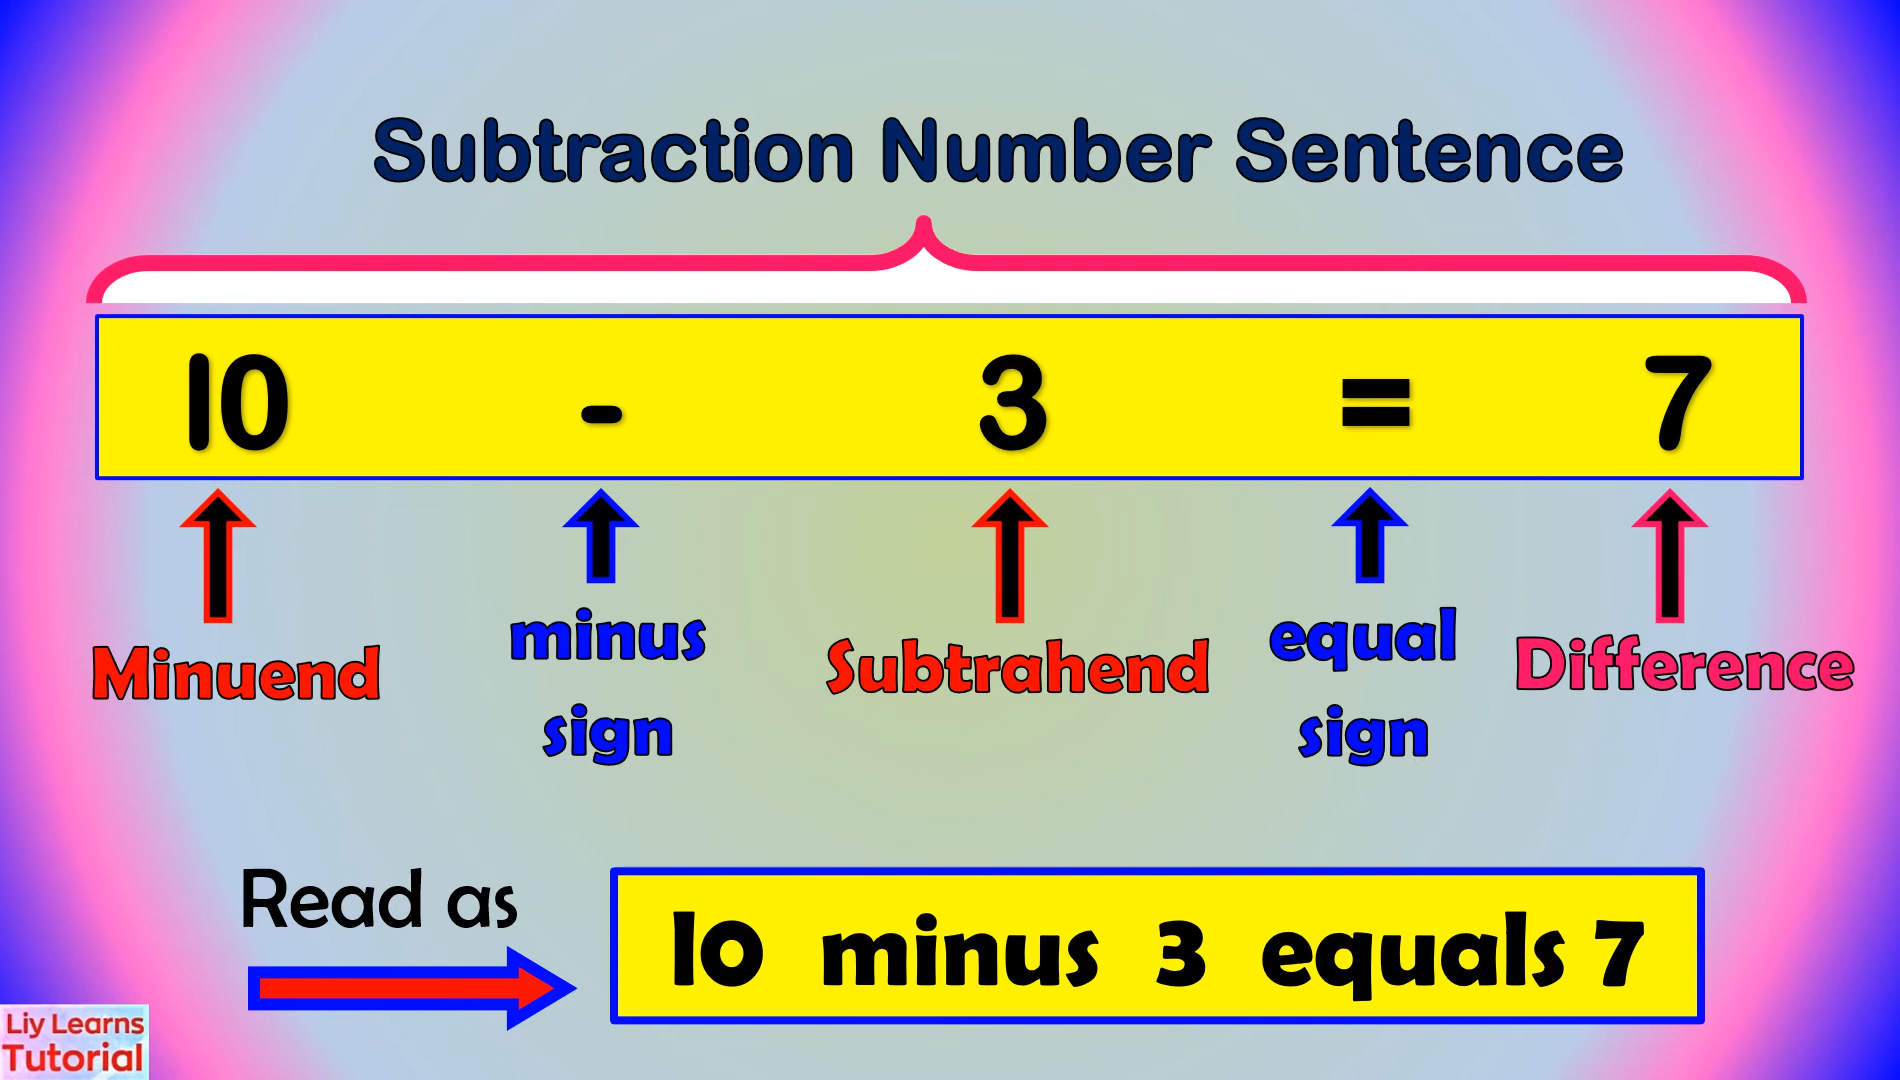 Subtraction Number Sentence
10 - 3 = 7
Minuend
minus
sign
Subtrahend
equal
sign
Difference
Read as
10 minus 3 equals 7
Liy Learns
Tutorial